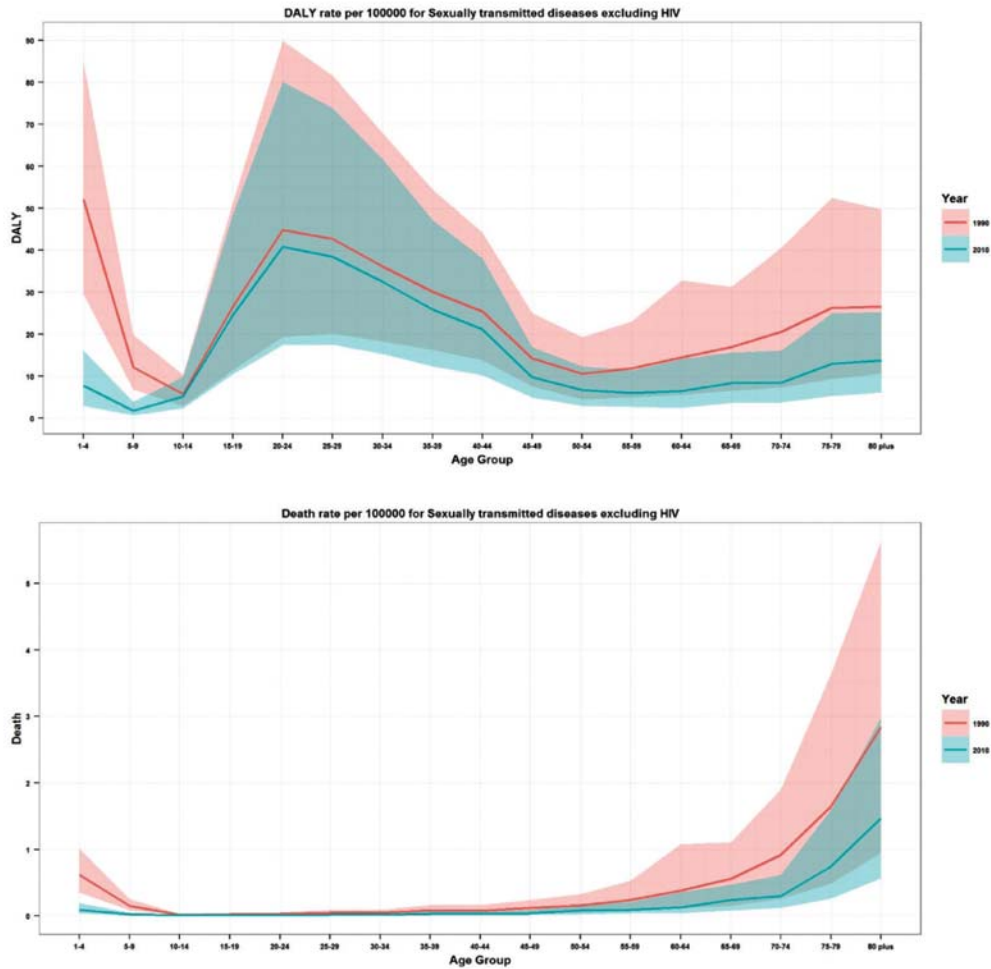 DALY rate per 100000 for Sexually transmitted diseases excluding HIV
90
80
70
60
50
40
30
20
10
0
DALY
1-4 5-9 10-14 15-19 20-24 25-29 30-34 35-39 40-44 45-49 50-54 55-59 60-64 65-69 70-74 75-79 80 plus
Age Group
Year
1990
2010
Death rate per 100000 for Sexually transmitted diseases excluding HIV
5
4
3
2
1
0
Death
1-4 5-9 10-14 15-19 20-24 25-29 30-34 35-39 40-44 45-49 50-54 55-59 60-64 65-69 70-74 75-79 80 plus
Age Group
Year
1990
2010